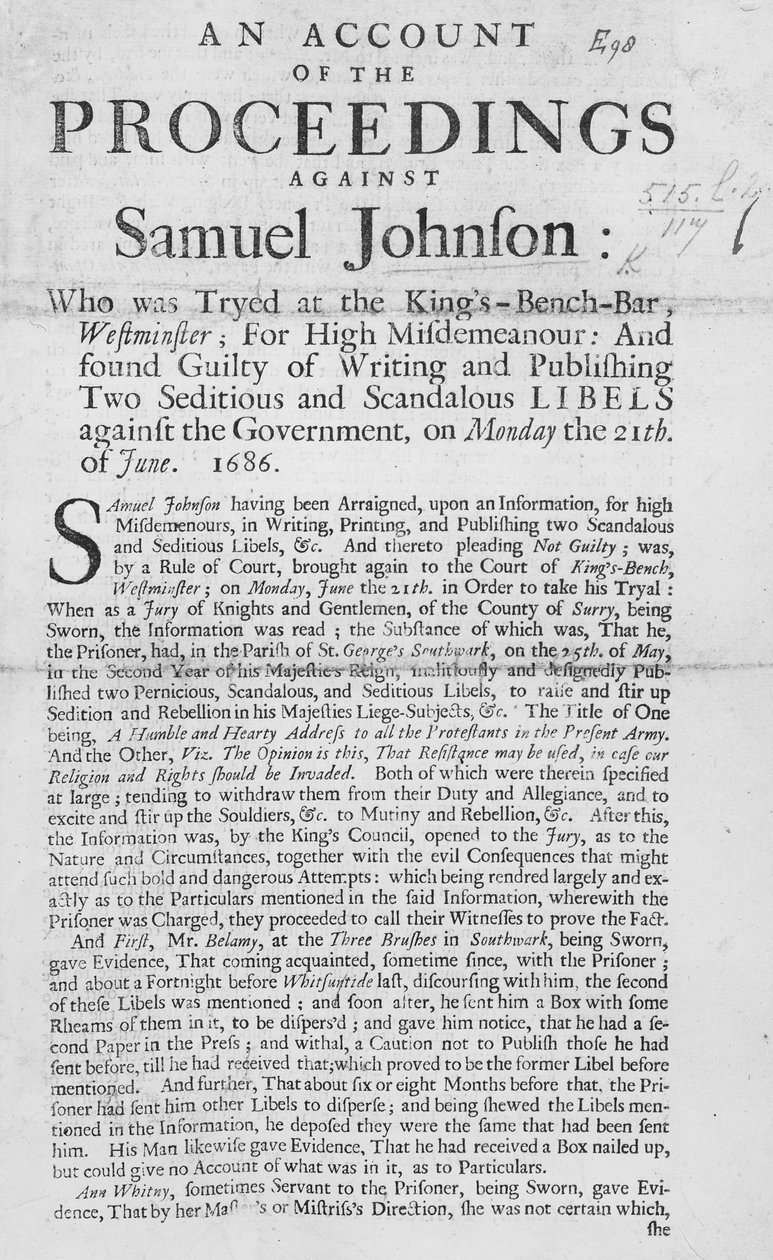 AN ACCOUNT
E98
OF THE
PROCEEDINGS
AGAINST
515. l. 2.
117
Samuel Johnſon :
Who was Tryed at the King's-Bench-Bar,
Weſtminſter; For High Miſdemeanour: And
found Guilty of Writing and Publiſhing
Two Seditious and Scandalous LIBELS
againſt the Government, on Monday the 21th.
of June. 1686.
SAmuel Johnſon having been Arraigned, upon an Information, for high
Miſdemenours, in Writing, Printing, and Publiſhing two Scandalous
and Seditious Libels, &c. And thereto pleading Not Guilty; was,
by a Rule of Court, brought again to the Court of King's-Bench,
Weſtminſter; on Monday, June the 21th. in Order to take his Tryal:
When as a Jury of Knights and Gentlemen, of the County of Surry, being
Sworn, the Information was read; the Subſtance of which was, That he,
the Priſoner, had, in the Pariſh of St. George's Southwark, on the 25th. of May,
in the Second Year of his Majeſties Reign, malitiouſly and deſignedly Pub-
liſhed two Pernicious, Scandalous, and Seditious Libels, to raiſe and ſtir up
Sedition and Rebellion in his Majeſties Liege-Subjects, &c. The Title of One
being, A Humble and Hearty Addreſs to all the Proteſtants in the Preſent Army.
And the Other, Viz. The Opinion is this, That Reſiſtance may be uſed, in caſe our
Religion and Rights ſhould be Invaded. Both of which were therein ſpecified
at large; tending to withdraw them from their Duty and Allegiance, and to
excite and ſtir up the Souldiers, &c. to Mutiny and Rebellion, &c. After this,
the Information was, by the King's Council, opened to the Jury, as to the
Nature and Circumſtances, together with the evil Conſequences that might
attend ſuch bold and dangerous Attempts: which being rendred largely and ex-
actly as to the Particulars mentioned in the ſaid Information, wherewith the
Priſoner was Charged, they proceeded to call their Witneſſes to prove the Fact.
And Firſt, Mr. Belamy, at the Three Bruſhes in Southwark, being Sworn,
gave Evidence, That coming acquainted, ſometime ſince, with the Priſoner;
and about a Fortnight before Whitſuntide laſt, diſcourſing with him, the ſecond
of theſe Libels was mentioned; and ſoon after, he ſent him a Box with ſome
Rheams of them in it, to be diſpers'd; and gave him notice, that he had a ſe-
cond Paper in the Preſs; and withal, a Caution not to Publiſh thoſe he had
ſent before, till he had received that; which proved to be the former Libel before
mentioned. And further, That about ſix or eight Months before that, the Pri-
ſoner had ſent him other Libels to diſperſe; and being ſhewed the Libels men-
tioned in the Information, he depoſed they were the ſame that had been ſent
him. His Man likewiſe gave Evidence, That he had received a Box nailed up,
but could give no Account of what was in it, as to Particulars.
Ann Whitny, ſometimes Servant to the Priſoner, being Sworn, gave Evi-
dence, That by her Maſter's or Miſtriſs's Direction, ſhe was not certain which,
ſhe